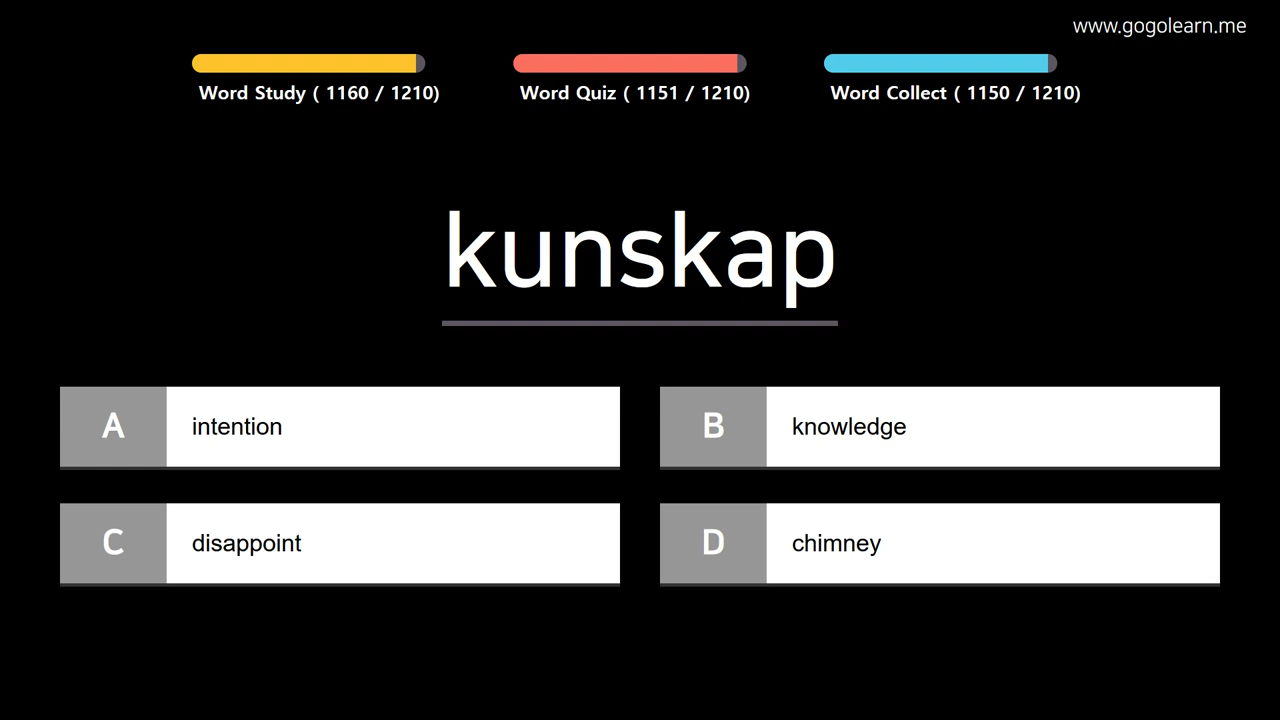 www.gogolearn.me
Word Study ( 1160 / 1210)
Word Quiz ( 1151 / 1210)
Word Collect ( 1150 / 1210)
kunskap
A intention
B knowledge
C disappoint
D chimney